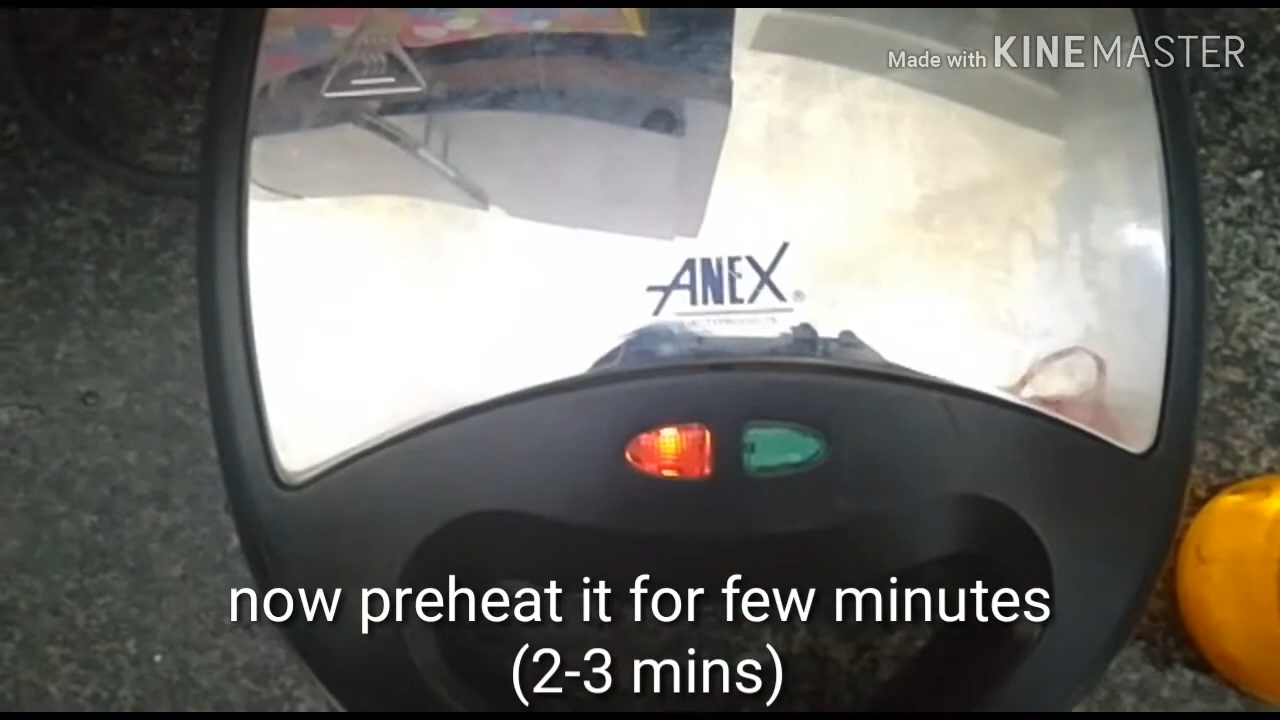 Made with KINEMASTER
ANEX®
now preheat it for few minutes
(2-3 mins)